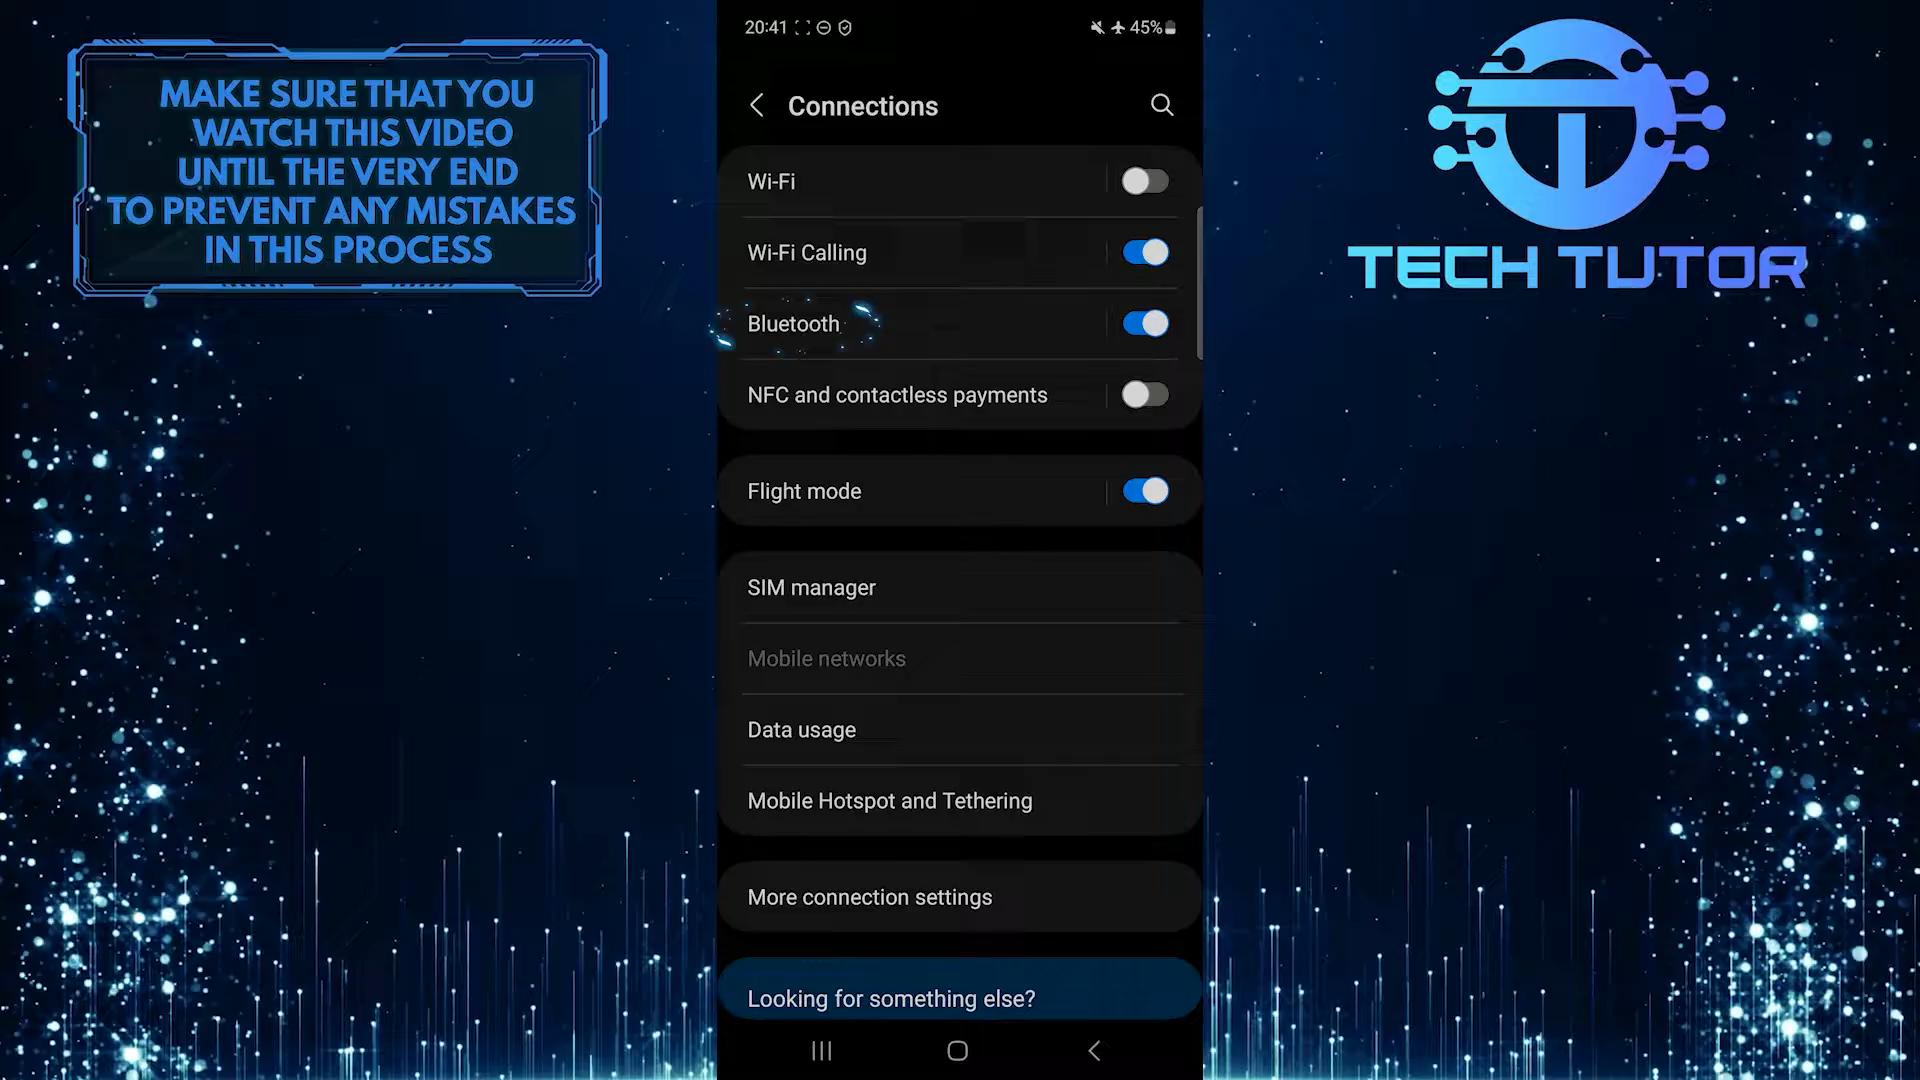 MAKE SURE THAT YOU
WATCH THIS VIDEO
UNTIL THE VERY END
TO PREVENT ANY MISTAKES
IN THIS PROCESS
20:41
45%
Connections
Wi-Fi
Wi-Fi Calling
Bluetooth
NFC and contactless payments
Flight mode
SIM manager
Mobile networks
Data usage
Mobile Hotspot and Tethering
More connection settings
Looking for something else?
TECH TUTOR